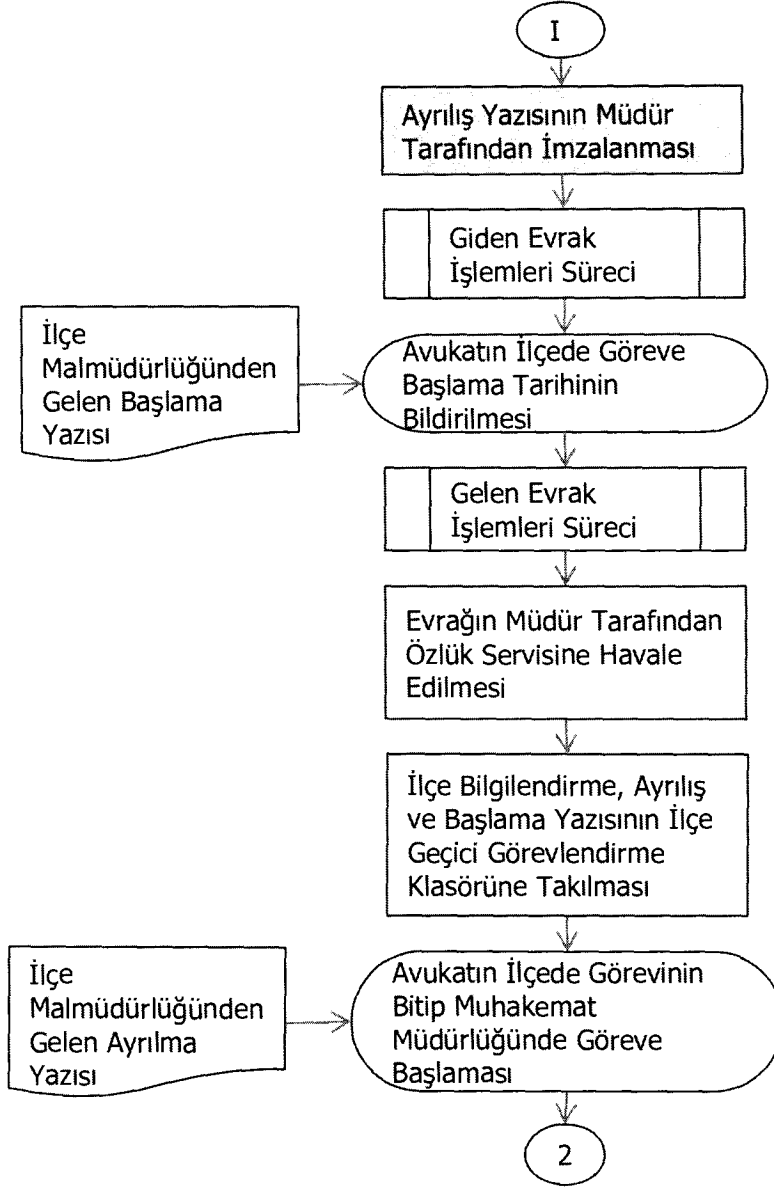 I
Ayrılış Yazısının Müdür
Tarafından İmzalanması
Giden Evrak
İşlemleri Süreci
İlçe
Malmüdürlüğünden
Gelen Başlama
Yazısı
Avukatın İlçede Göreve
Başlama Tarihinin
Bildirilmesi
Gelen Evrak
İşlemleri Süreci
Evrağın Müdür Tarafından
Özlük Servisine Havale
Edilmesi
İlçe Bilgilendirme, Ayrılış
ve Başlama Yazısının İlçe
Geçici Görevlendirme
Klasörüne Takılması
İlçe
Malmüdürlüğünden
Gelen Ayrılma
Yazısı
Avukatın İlçede Görevinin
Bitip Muhakemat
Müdürlüğünde Göreve
Başlaması
2